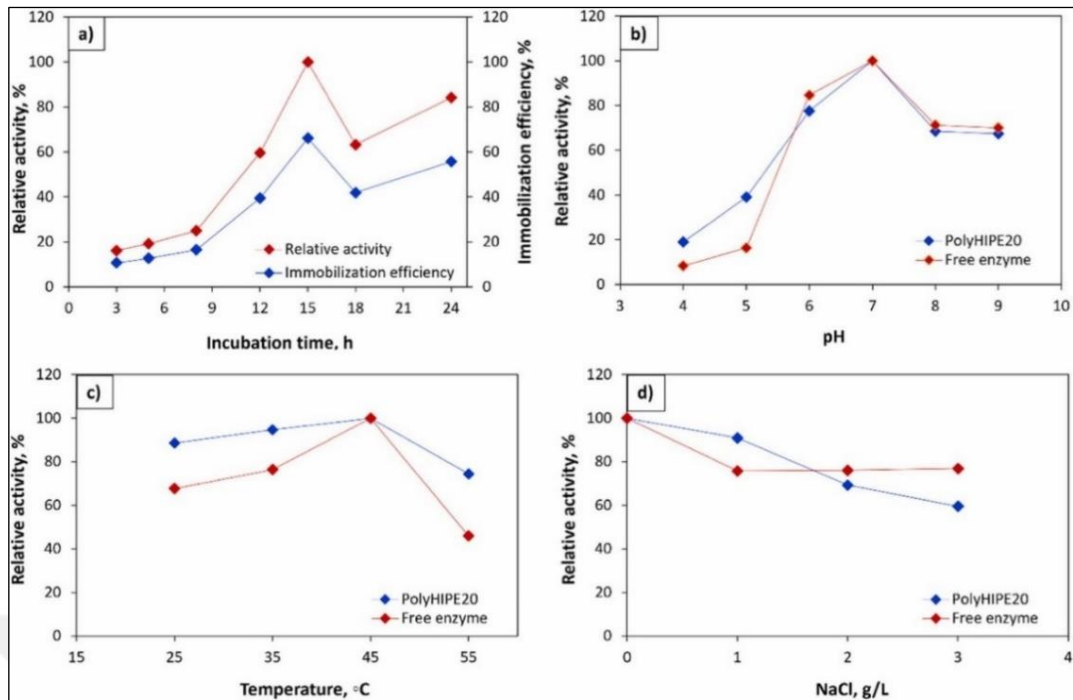 a)
120
100
80
60
40
20
0
Relative activity, %
120
100
80
60
40
20
0
Immobilization efficiency, %
Relative activity
Immobilization efficiency
0 3 6 9 12 15 18 21 24
Incubation time, h
b)
120
100
80
60
40
20
0
Relative activity, %
PolyHIPE20
Free enzyme
3 4 5 6 7 8 9 10
pH
c)
120
100
80
60
40
20
0
Relative activity, %
PolyHIPE20
Free enzyme
15 25 35 45 55
Temperature, ◦C
d)
120
100
80
60
40
20
0
Relative activity, %
PolyHIPE20
Free enzyme
0 1 2 3 4
NaCl, g/L